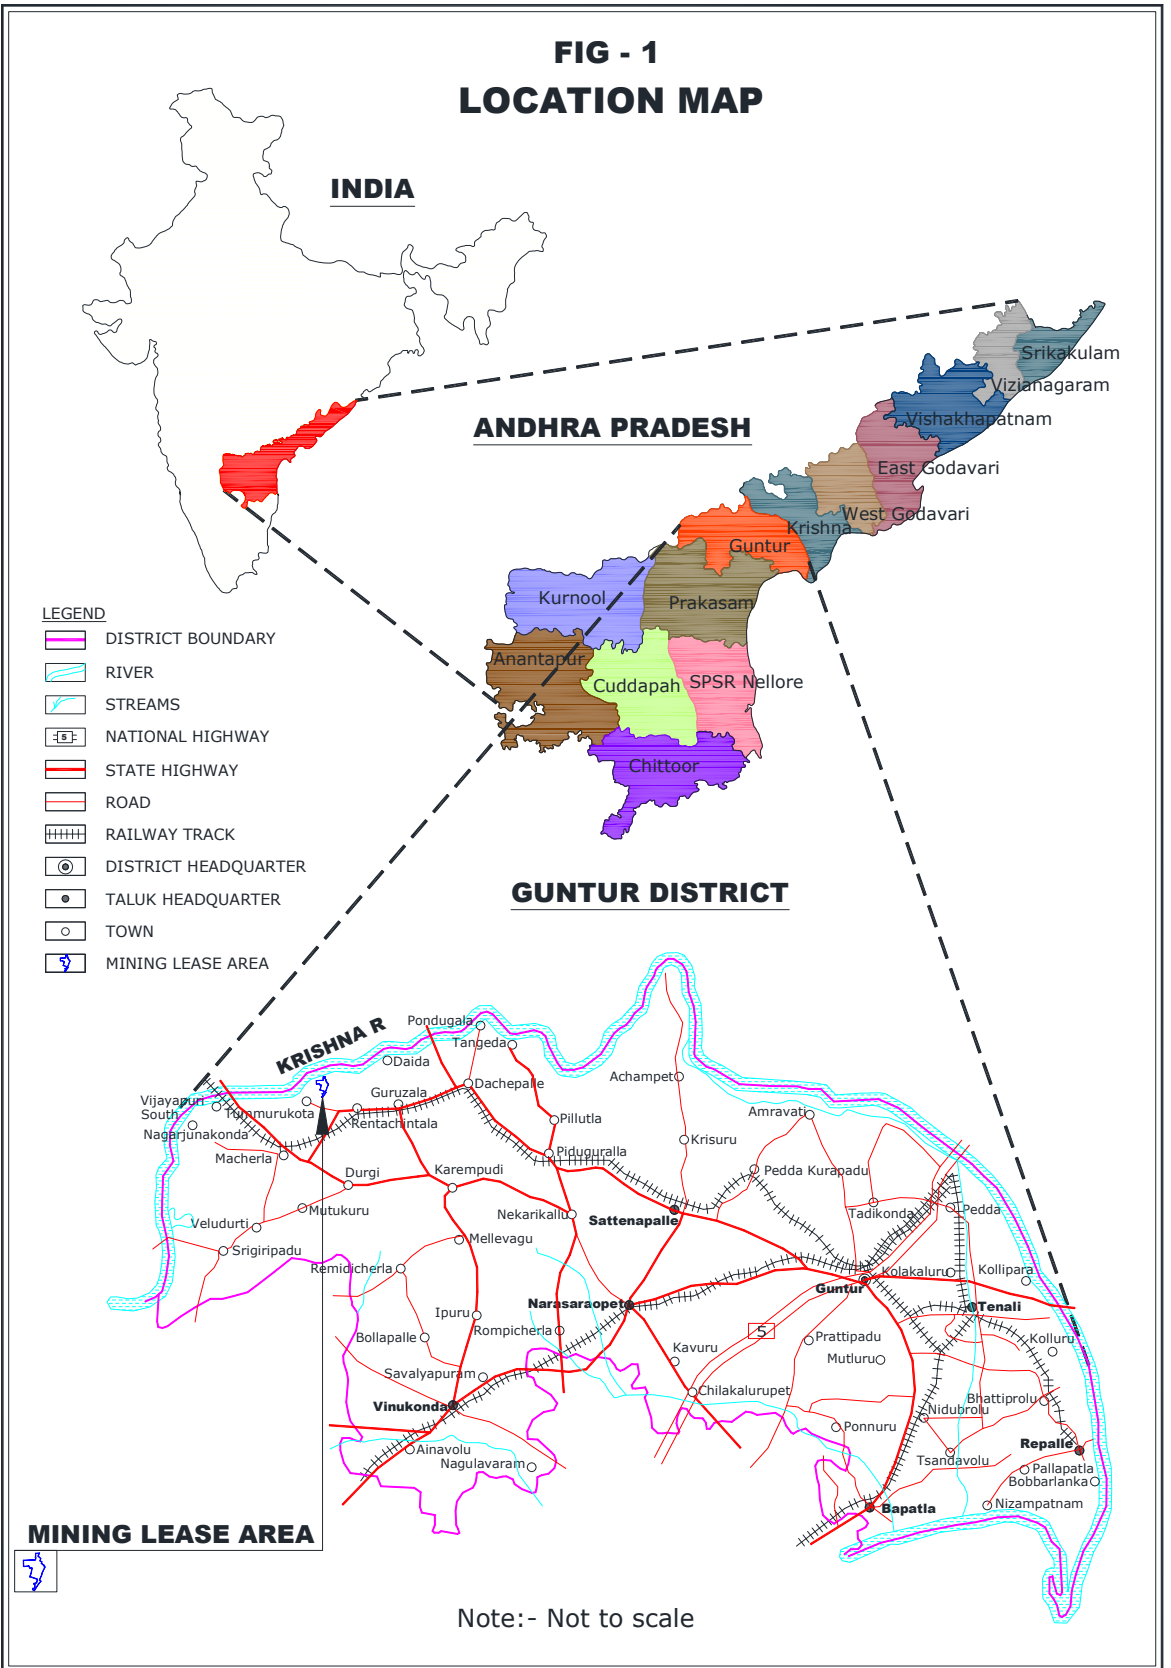 FIG - 1
LOCATION MAP
INDIA
ANDHRA PRADESH
Srikakulam
Vizianagaram
Vishakhapatnam
East Godavari
West Godavari
Krishna
Guntur
Kurnool
Prakasam
Anantapur
Cuddapah
SPSR Nellore
Chittoor
LEGEND
DISTRICT BOUNDARY
RIVER
STREAMS
5
NATIONAL HIGHWAY
STATE HIGHWAY
ROAD
RAILWAY TRACK
DISTRICT HEADQUARTER
TALUK HEADQUARTER
TOWN
MINING LEASE AREA
GUNTUR DISTRICT
KRISHNA R
Pondugala
Tangeda
Daida
Dachepalle
Achampet
Guruzala
Vijayapuri
South
Tummurukota
Rentachintala
Nagarjunakonda
Macherla
Pillutla
Amravati
Krisuru
Piduguralla
Pedda Kurapadu
Durgi
Karempudi
Mutukuru
Nekarikallu
Sattenapalle
Tadikonda
Pedda
Veludurti
Srigiripadu
Mellevagu
Remidicherla
Kolakaluru
Kollipara
Guntur
Narasaraopet
Tenali
Ipuru
Rompicherla
Bollapalle
5
Prattipadu
Kolluru
Kavuru
Mutluru
Savalyapuram
Chilakalurupet
Bhattiprolu
Vinukonda
Nidubrolu
Ponnuru
Ainavolu
Nagulavaram
Repalle
Tsandavolu
Pallapatla
Bobbarlanka
Nizampatnam
Bapatla
MINING LEASE AREA
Note:- Not to scale